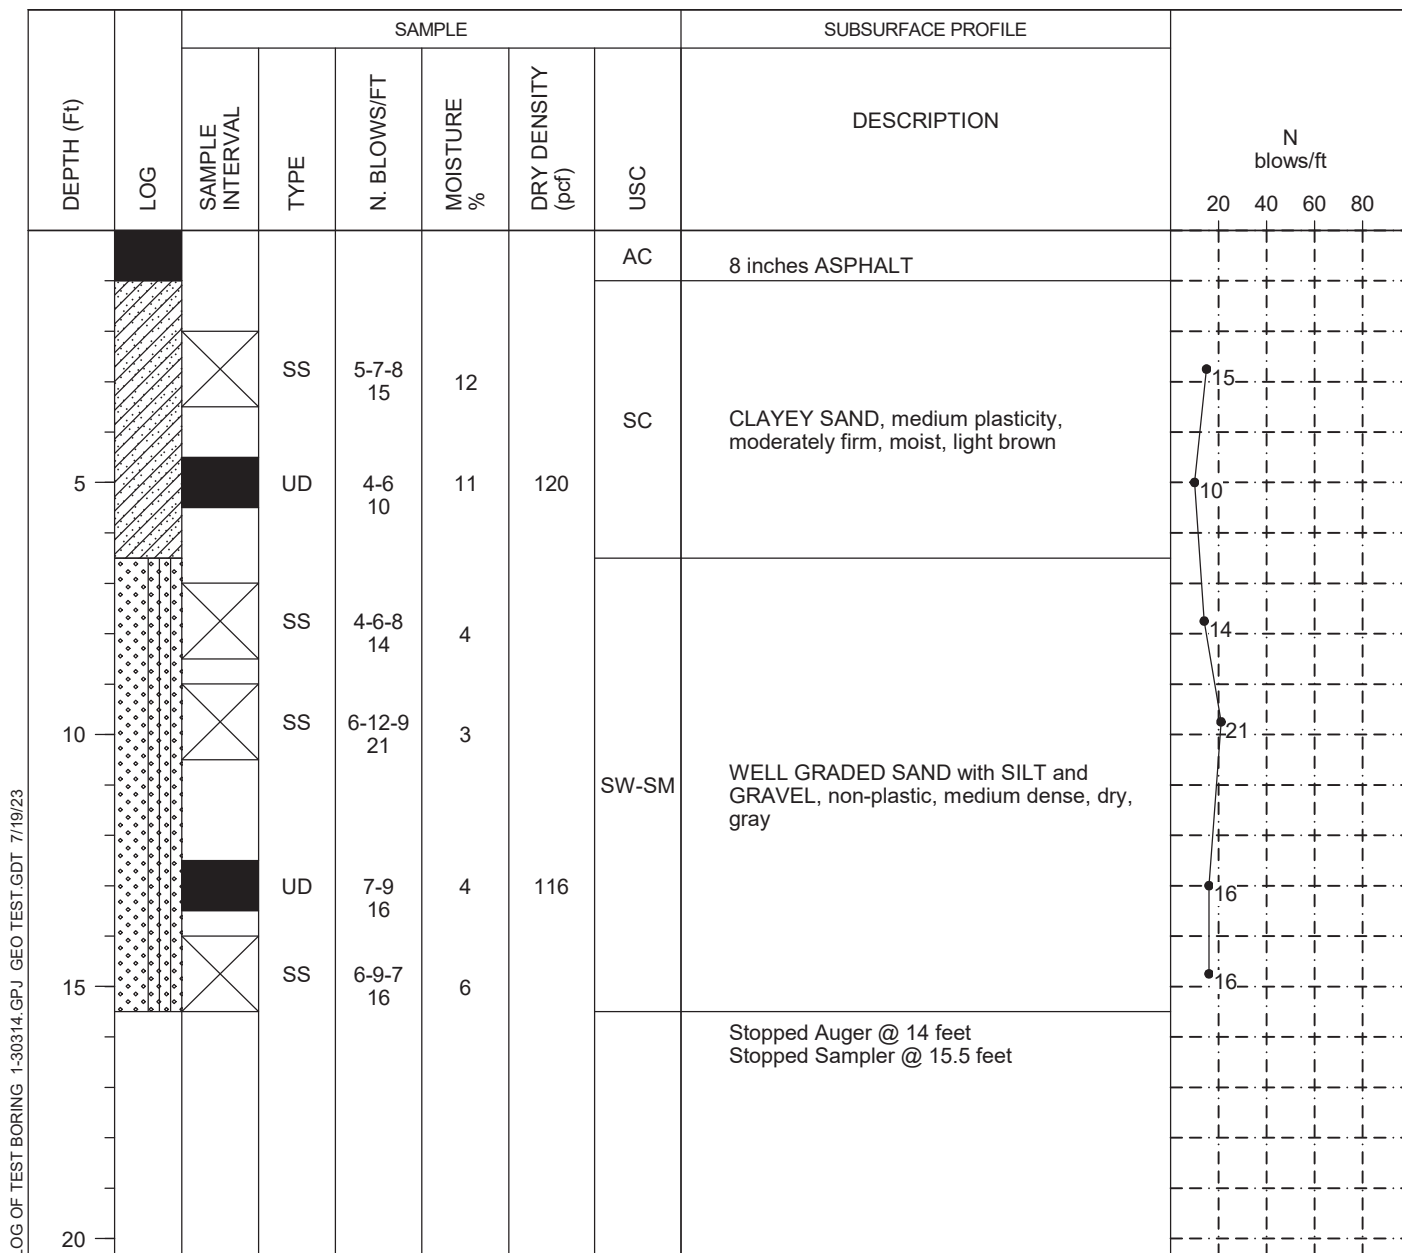 SAMPLE
SUBSURFACE PROFILE
DEPTH (Ft)
LOG
SAMPLE
INTERVAL
TYPE
N. BLOWS/FT
MOISTURE
%
DRY DENSITY
(pcf)
USC
DESCRIPTION
N
blows/ft
20 40 60 80
AC
8 inches ASPHALT
SS
5-7-8
15
12
15
SC
CLAYEY SAND, medium plasticity,
moderately firm, moist, light brown
5
UD
4-6
10
11
120
10
SS
4-6-8
14
4
14
10
SS
6-12-9
21
3
21
SW-SM
WELL GRADED SAND with SILT and
GRAVEL, non-plastic, medium dense, dry,
gray
UD
7-9
16
4
116
16
15
SS
6-9-7
16
6
16
Stopped Auger @ 14 feet
Stopped Sampler @ 15.5 feet
20
LOG OF TEST BORING 1-30314.GPJ GEO TEST.GDT 7/19/23